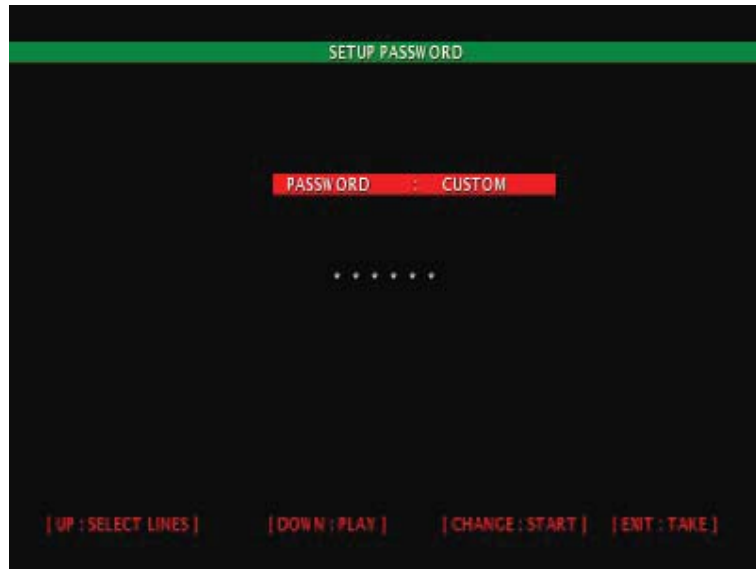 SETUP PASSWORD
PASSWORD : CUSTOM
* * * * * *
[ UP : SELECT LINES ] [ DOWN : PLAY ] [ CHANGE : START ] [ EXIT : TAKE ]